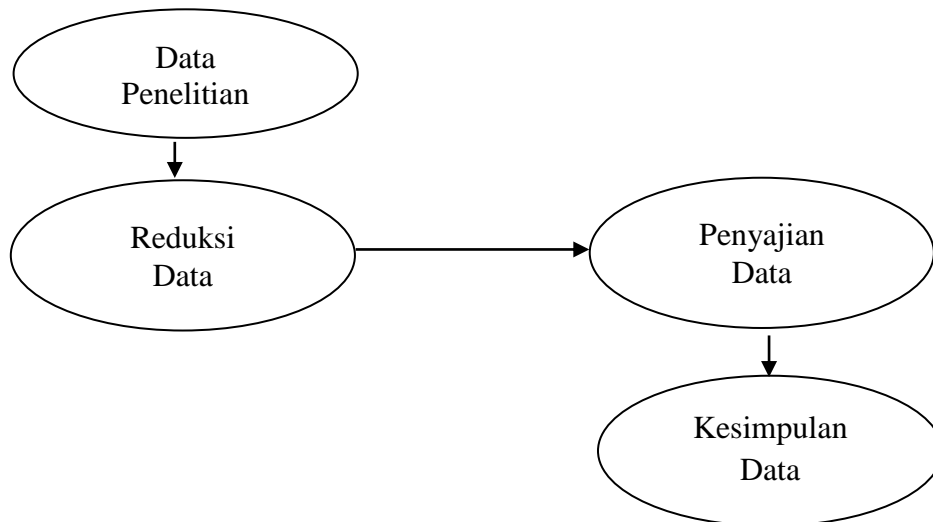 Data
Penelitian
Reduksi
Data
Penyajian
Data
Kesimpulan
Data